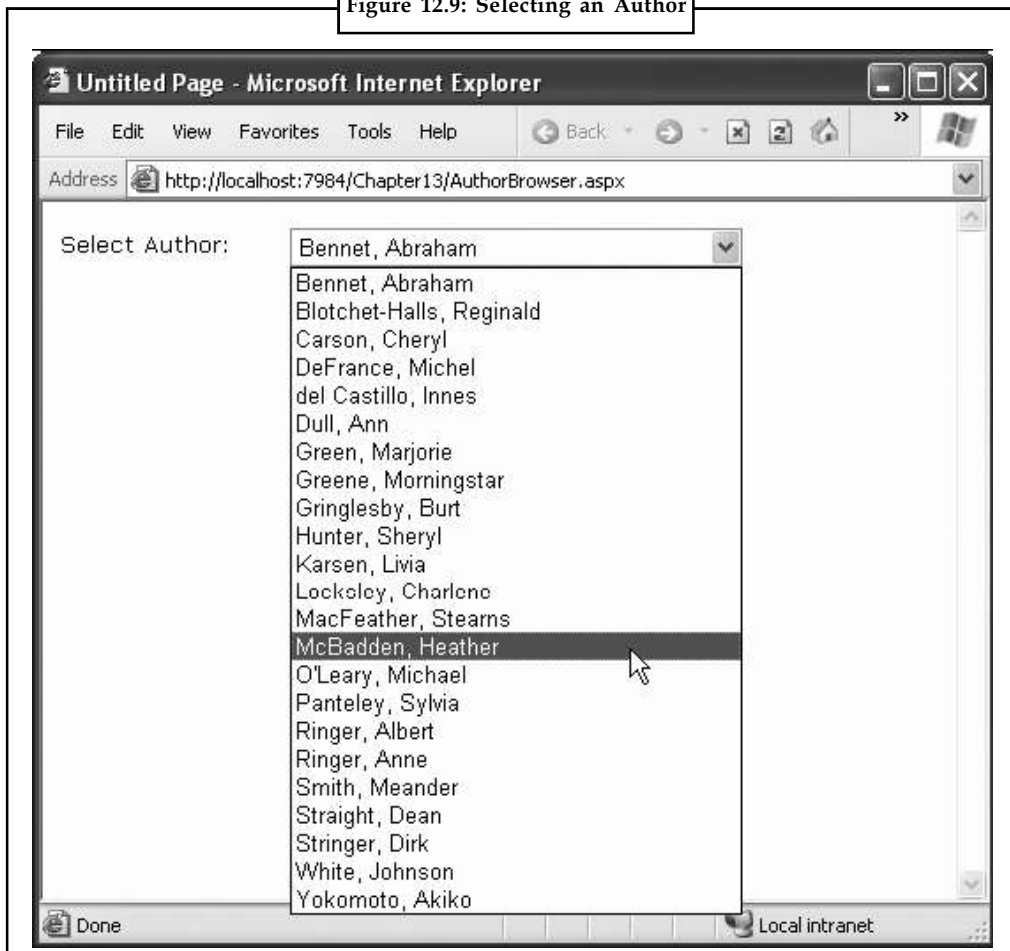 Figure 12.9: Selecting an Author
Untitled Page - Microsoft Internet Explorer
File Edit View Favorites Tools Help Back »
Address http://localhost:7984/Chapter13/AuthorBrowser.aspx
Select Author: Bennet, Abraham
Bennet, Abraham
Blotchet-Halls, Reginald
Carson, Cheryl
DeFrance, Michel
del Castillo, Innes
Dull, Ann
Green, Marjorie
Greene, Morningstar
Gringlesby, Burt
Hunter, Sheryl
Karsen, Livia
Locksley, Charlene
MacFeather, Stearns
McBadden, Heather
O'Leary, Michael
Panteley, Sylvia
Ringer, Albert
Ringer, Anne
Smith, Meander
Straight, Dean
Stringer, Dirk
White, Johnson
Yokomoto, Akiko
Done Local intranet